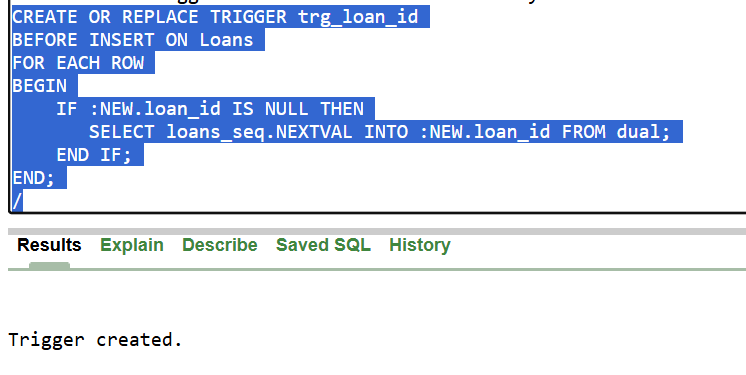 CREATE OR REPLACE TRIGGER trg_loan_id
BEFORE INSERT ON Loans
FOR EACH ROW
BEGIN
    IF :NEW.loan_id IS NULL THEN
       SELECT loans_seq.NEXTVAL INTO :NEW.loan_id FROM dual;
    END IF;
END;
/
Results Explain Describe Saved SQL History
Trigger created.